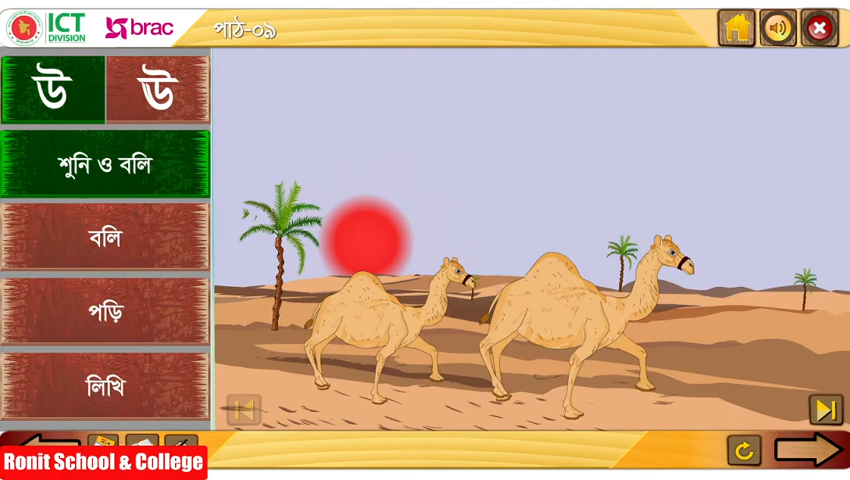 ICT
DIVISION
brac
পাঠ-০৯
উ
ঊ
শুনি ও বলি
বলি
পড়ি
লিখি
Ronit School & College